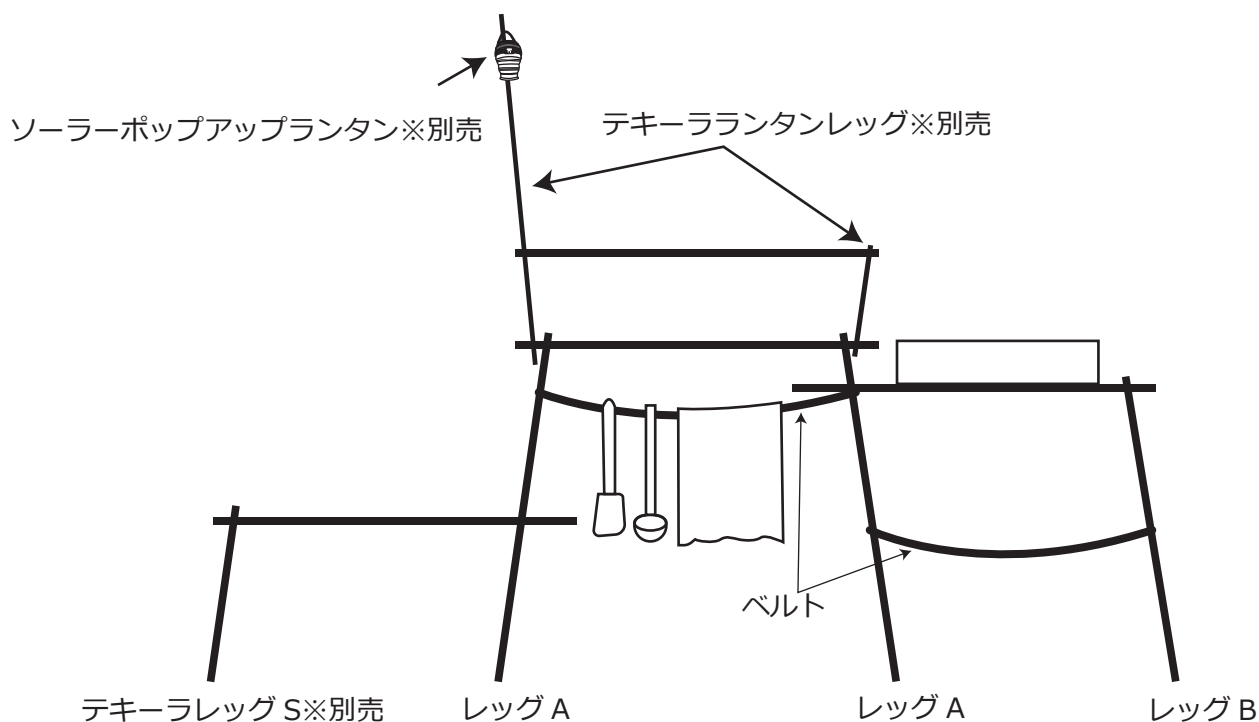 ソーラーポップアップランタン※別売
テキーラランタンレッグ※別売
ベルト
テキーラレッグ S※別売
レッグ A
レッグ A
レッグ B